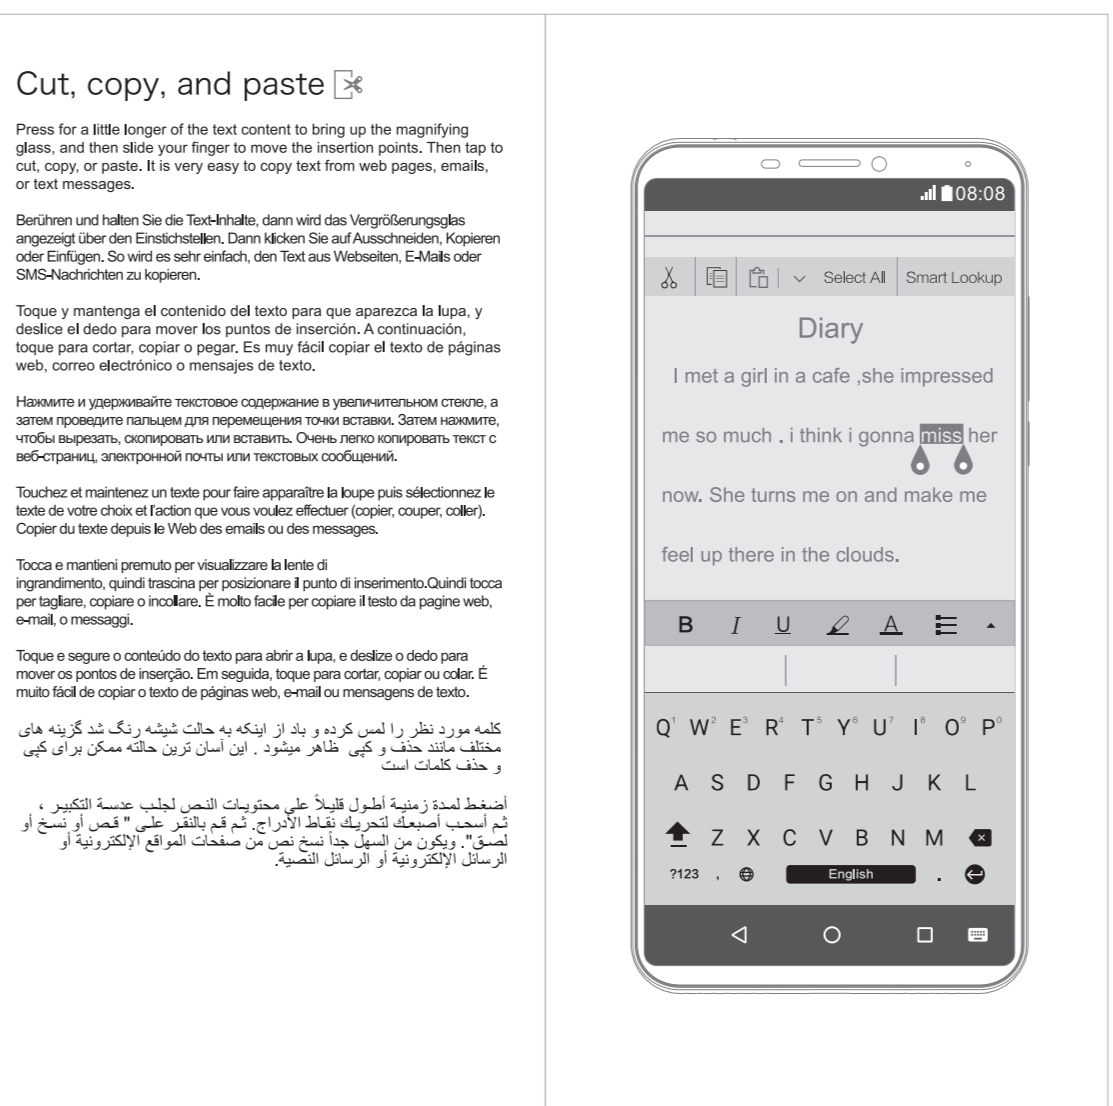 Cut, copy, and paste
Press for a little longer of the text content to bring up the magnifying
glass, and then slide your finger to move the insertion points. Then tap to
cut, copy, or paste. It is very easy to copy text from web pages, emails,
or text messages.
Berühren und halten Sie die Text-Inhalte, dann wird das Vergrößerungsglas
angezeigt über den Einstichstellen. Dann klicken Sie auf Ausschneiden, Kopieren
oder Einfügen. So wird es sehr einfach, den Text aus Webseiten, E-Mails oder
SMS-Nachrichten zu kopieren.
Toque y mantenga el contenido del texto para que aparezca la lupa, y
deslice el dedo para mover los puntos de inserción. A continuación,
toque para cortar, copiar o pegar. Es muy fácil copiar el texto de páginas
web, correo electrónico o mensajes de texto.
Нажмите и удерживайте текстовое содержание в увеличительном стекле, а
затем проведите пальцем для перемещения точки вставки. Затем нажмите,
чтобы вырезать, скопировать или вставить. Очень легко копировать текст с
веб-страниц, электронной почты или текстовых сообщений.
Touchez et maintenez un texte pour faire apparaître la loupe puis sélectionnez le
texte de votre choix et l'action que vous voulez effectuer (copier, couper, coller).
Copier du texte depuis le Web des emails ou des messages.
Tocca e mantieni premuto per visualizzare la lente di
ingrandimento, quindi trascina per posizionare il punto di inserimento.Quindi tocca
per tagliare, copiare o incollare. È molto facile per copiare il testo da pagine web,
e-mail, o messaggi.
Toque e segure o conteúdo do texto para abrir a lupa, e deslize o dedo para
mover os pontos de inserção. Em seguida, toque para cortar, copiar ou colar. É
muito fácil de copiar o texto de páginas web, e-mail ou mensagens de texto.
کلمه مورد نظر را لمس کرده و باد از اینکه به حالت شیشه رنگ شد گزینه های
مختلف مانند حذف و کپی ظاهر میشود . این آسان ترین حالته ممکن برای کپی
و حذف کلمات است
أضغط لمدة زمنية أطول قليلاً على محتويات النص لجلب عدسة التكبير ،
ثم أسحب أصبعك لتحريك نقاط الأدراج. ثم قم بالنقر على " قص أو نسخ أو
لصق". ويكون من السهل جداً نسخ نص من صفحات المواقع الإلكترونية أو
الرسائل الإلكترونية أو الرسائل النصية.
08:08
Select All Smart Lookup
Diary
I met a girl in a cafe ,she impressed
me so much . i think i gonna miss her
now. She turns me on and make me
feel up there in the clouds.
B I U A
Q1 W2 E3 R4 T5 Y6 U7 I8 O9 P0
A S D F G H J K L
Z X C V B N M
?123 , English .